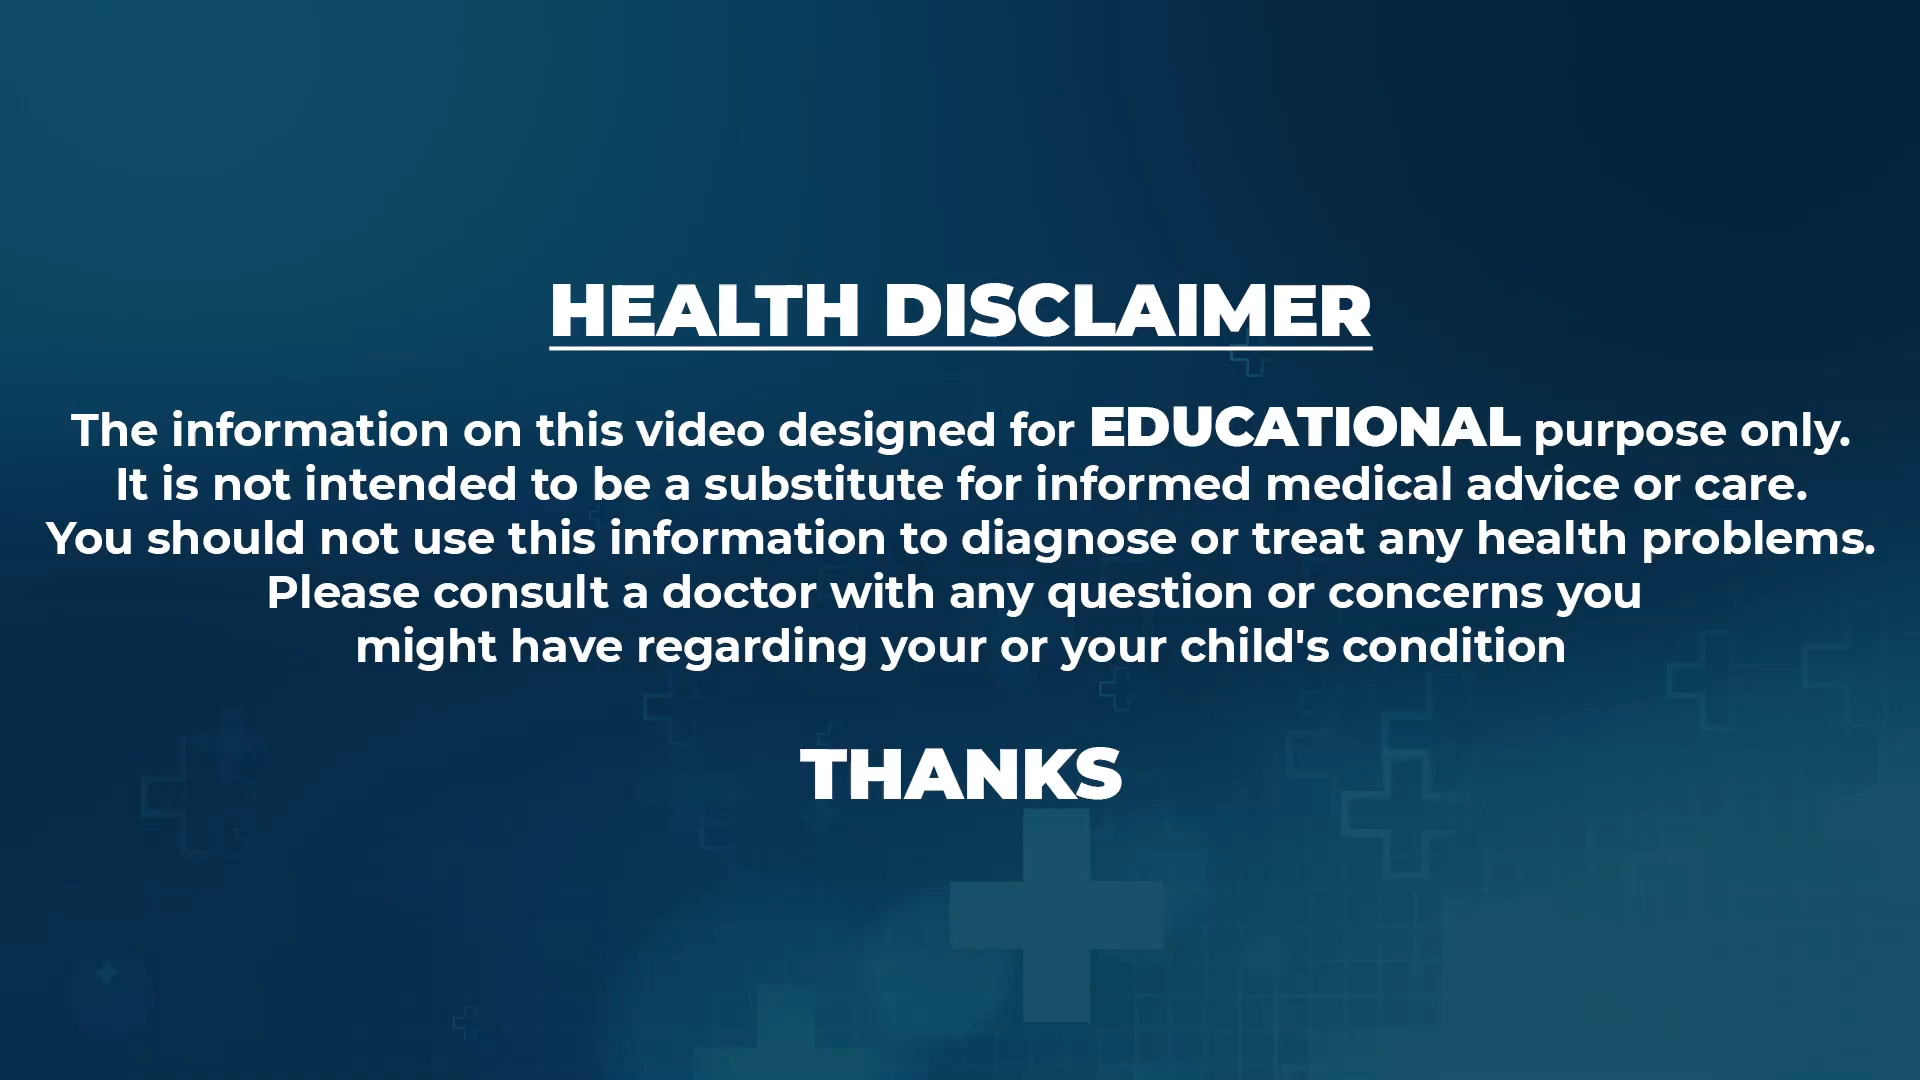 HEALTH DISCLAIMER
The information on this video designed for EDUCATIONAL purpose only.
It is not intended to be a substitute for informed medical advice or care.
You should not use this information to diagnose or treat any health problems.
Please consult a doctor with any question or concerns you
might have regarding your or your child's condition
THANKS